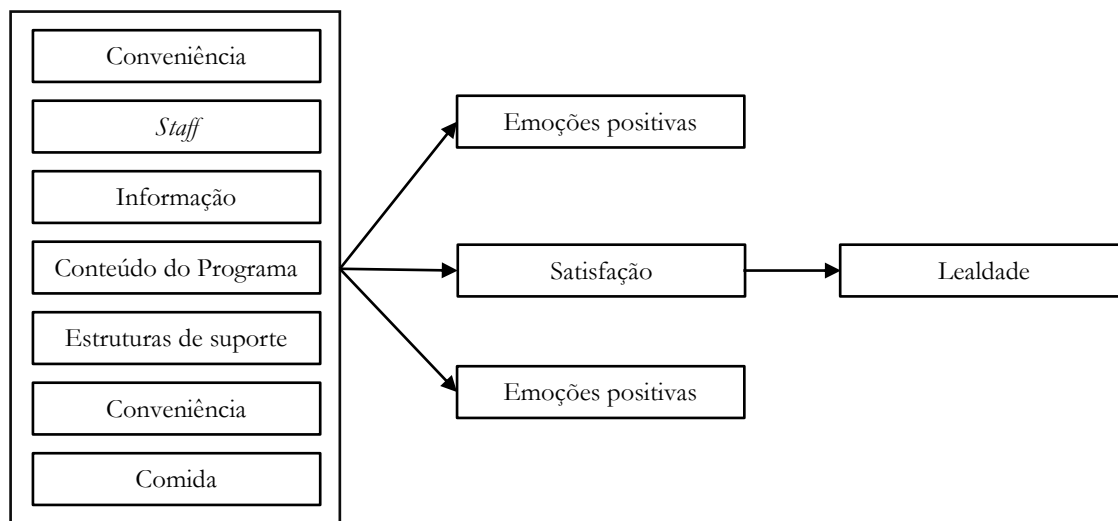 Conveniência
Staff
Informação
Conteúdo do Programa
Estruturas de suporte
Conveniência
Comida
Emoções positivas
Satisfação
Emoções positivas
Lealdade